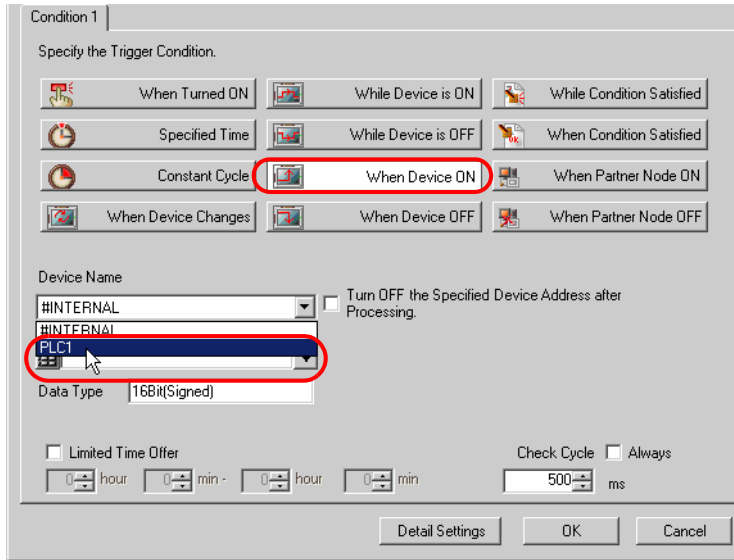 Condition 1
Specify the Trigger Condition.
When Turned ON While Device is ON While Condition Satisfied
Specified Time While Device is OFF When Condition Satisfied
Constant Cycle When Device ON When Partner Node ON
When Device Changes When Device OFF When Partner Node OFF
Device Name
#INTERNAL Turn OFF the Specified Device Address after
Processing.
#INTERNAL
PLC1
Data Type 16Bit(Signed)
Limited Time Offer Check Cycle Always
0 hour 0 min - 0 hour 0 min 500 ms
Detail Settings OK Cancel